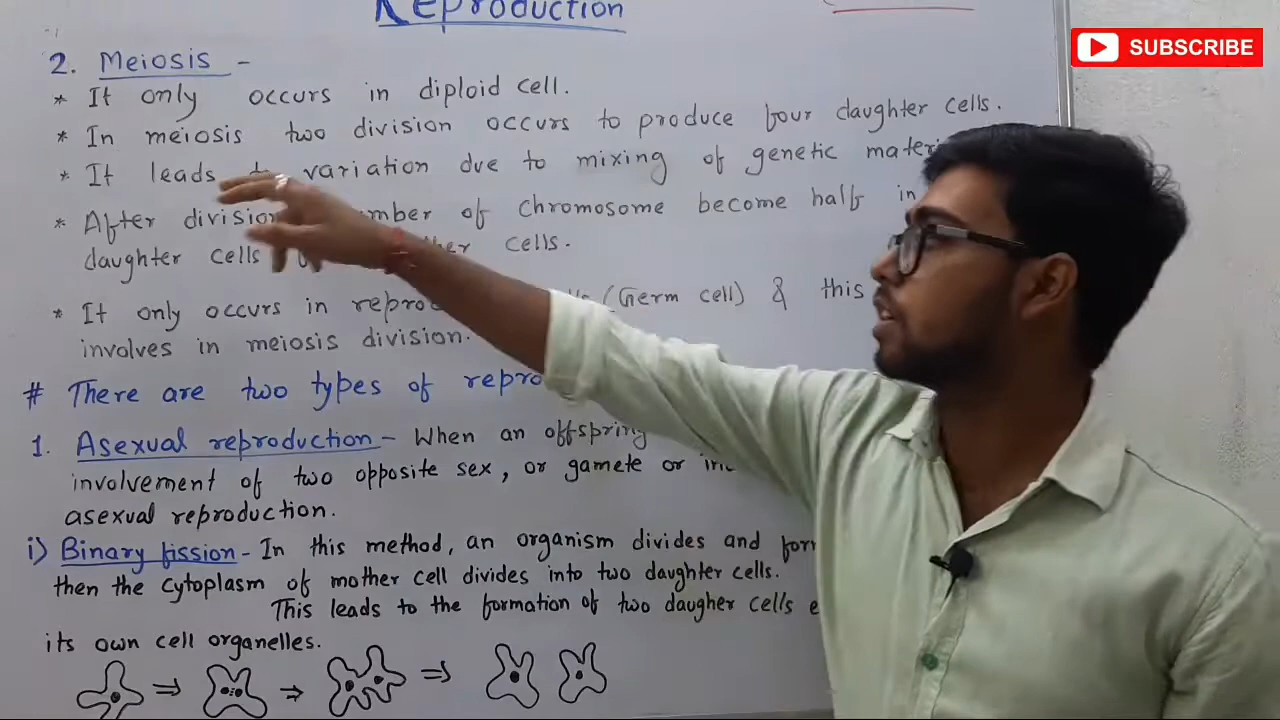 Reproduction
SUBSCRIBE
2. Meiosis -
* It only occurs in diploid cell.
* In meiosis two division occurs to produce four daughter cells.
* It leads to variation due to mixing of genetic
* After division of chromosome become half in
daughter cells cells.
* It only occurs in (Germ cell) & this
involves in meiosis division.
# There are two types of
1. Asexual reproduction - When an offspring
involvement of two opposite sex, or gamete or
asexual reproduction.
i) Binary fission - In this method, an organism divides and
then the cytoplasm of mother cell divides into two daughter cells.
This leads to the formation of two daugher cells
its own cell organelles.